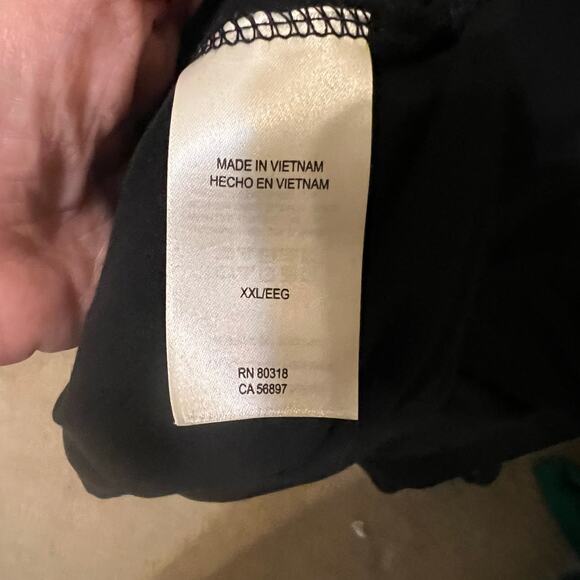 MADE IN VIETNAM
HECHO EN VIETNAM
XXL/EEG
RN 80318
CA 56897